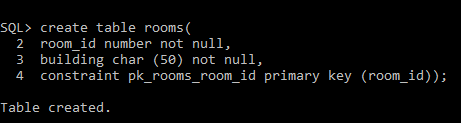 SQL> create table rooms(
2 room_id number not null,
3 building char (50) not null,
4 constraint pk_rooms_room_id primary key (room_id));
Table created.